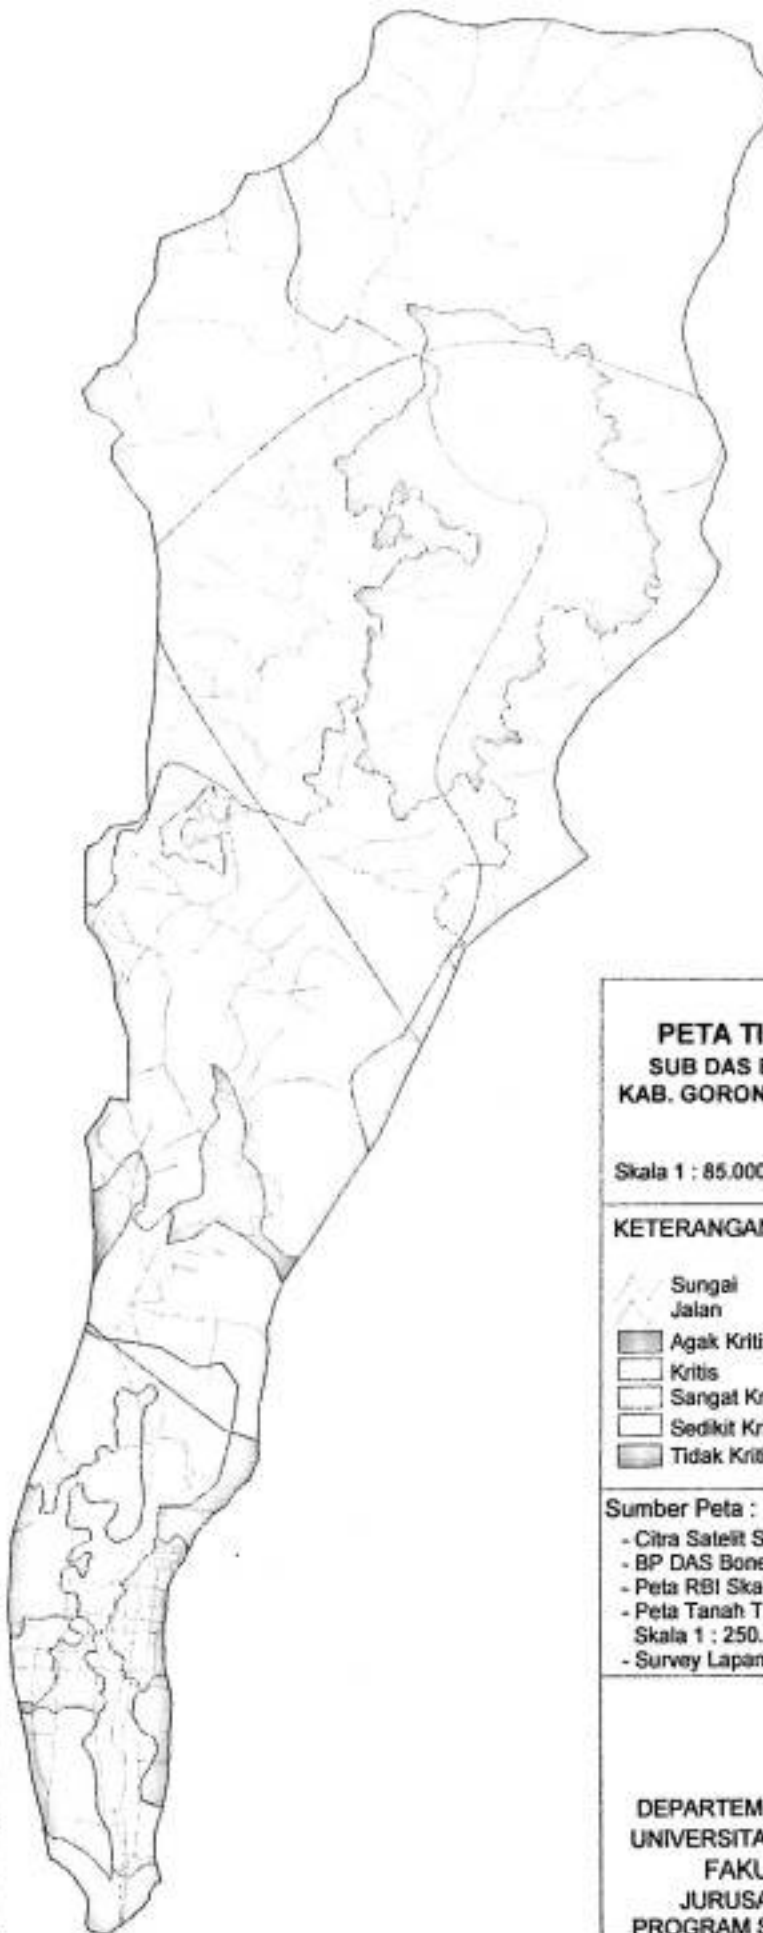 PETA TI
SUB DAS B
KAB. GORON
Skala 1 : 85.000
KETERANGAN
Sungai
Jalan
Agak Kriti
Kritis
Sangat Kr
Sedikit Kr
Tidak Kriti
Sumber Peta :
- Citra Satelit S
- BP DAS Bone
- Peta RBI Ska
- Peta Tanah T
Skala 1 : 250.
- Survey Lapan
DEPARTEM
UNIVERSITA
FAKU
JURUSA
PROGRAM S